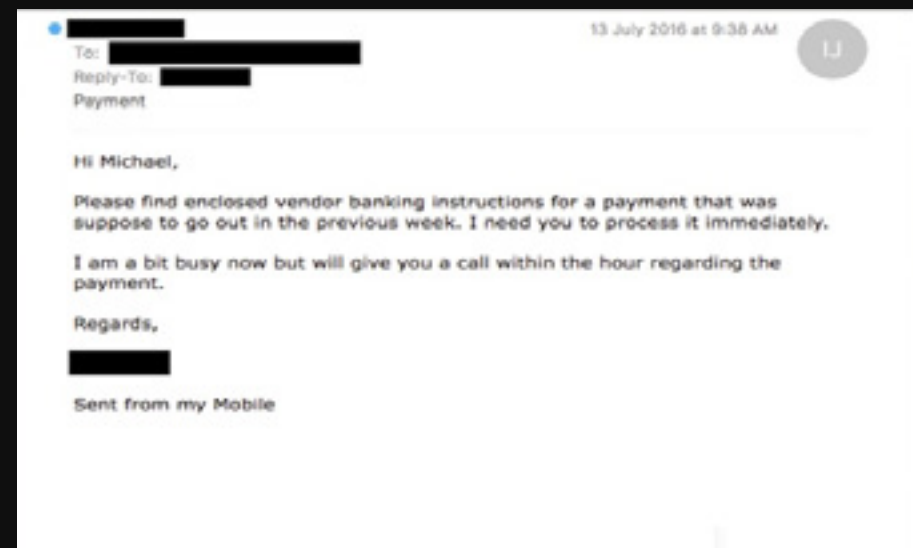 13 July 2016 at 9:38 AM
IJ
To:
Reply-To:
Payment
Hi Michael,
Please find enclosed vendor banking instructions for a payment that was
suppose to go out in the previous week. I need you to process it immediately.
I am a bit busy now but will give you a call within the hour regarding the
payment.
Regards,
Sent from my Mobile